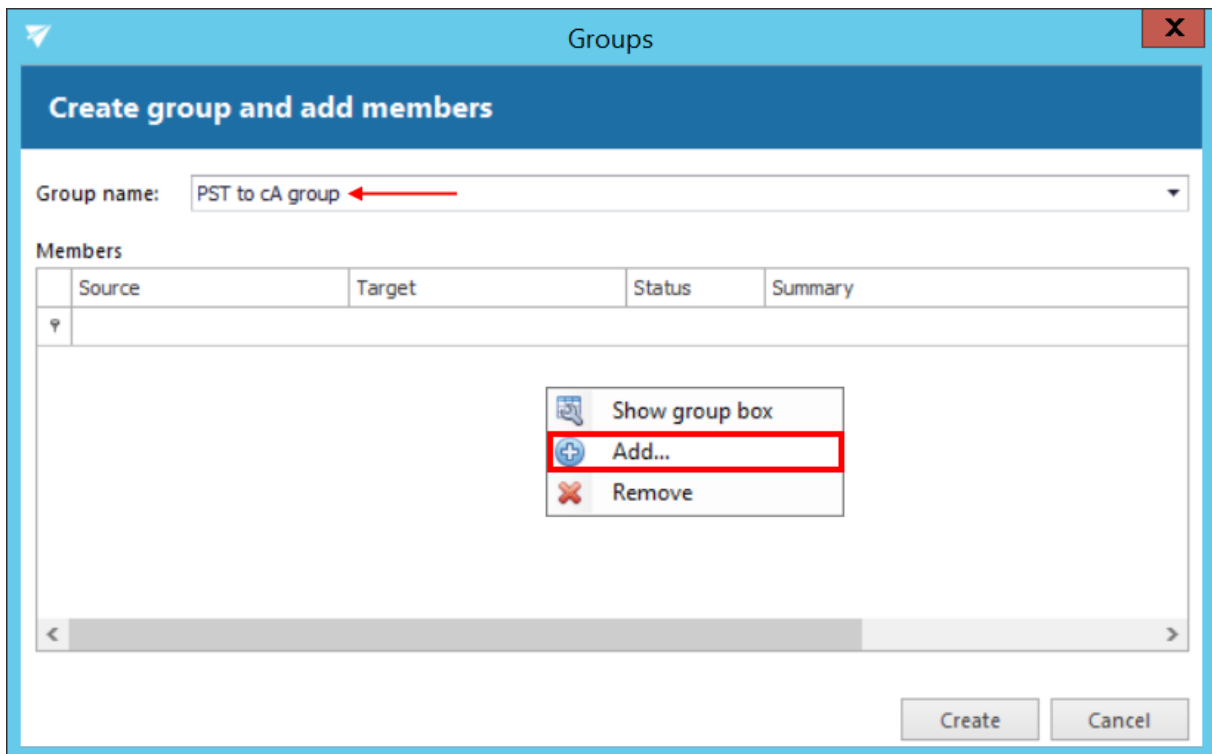 Groups
X
Create group and add members
Group name: PST to cA group
Members
Source Target Status Summary
Show group box
Add...
Remove
Create Cancel